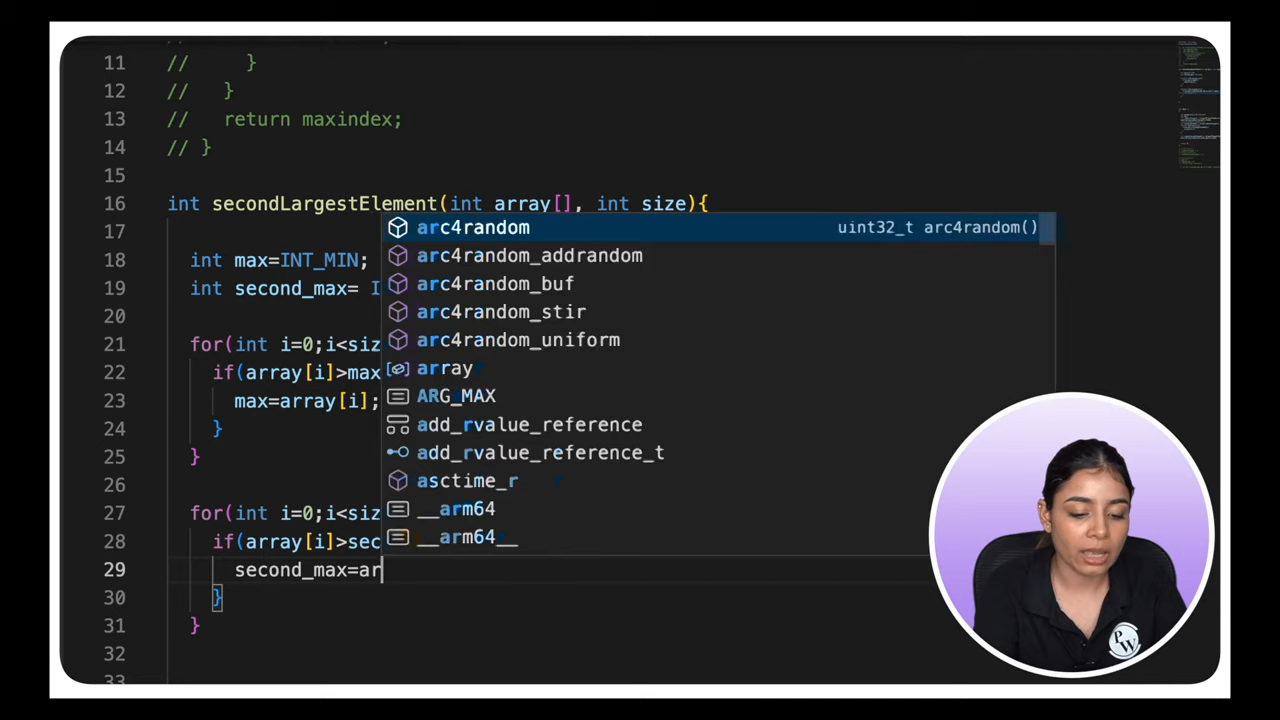 11 // }
12 // }
13 // return maxindex;
14 // }
15
16 int secondLargestElement(int array[], int size){
17
18 int max=INT_MIN;
19 int second_max= I
20
21 for(int i=0;i<siz
22 if(array[i]>max
23 max=array[i];
24 }
25 }
26
27 for(int i=0;i<siz
28 if(array[i]>sec
29 second_max=ar
30 }
31 }
32
33
arc4random uint32_t arc4random()
arc4random_addrandom
arc4random_buf
arc4random_stir
arc4random_uniform
array
ARG_MAX
add_rvalue_reference
add_rvalue_reference_t
asctime_r
__arm64
__arm64__
PW